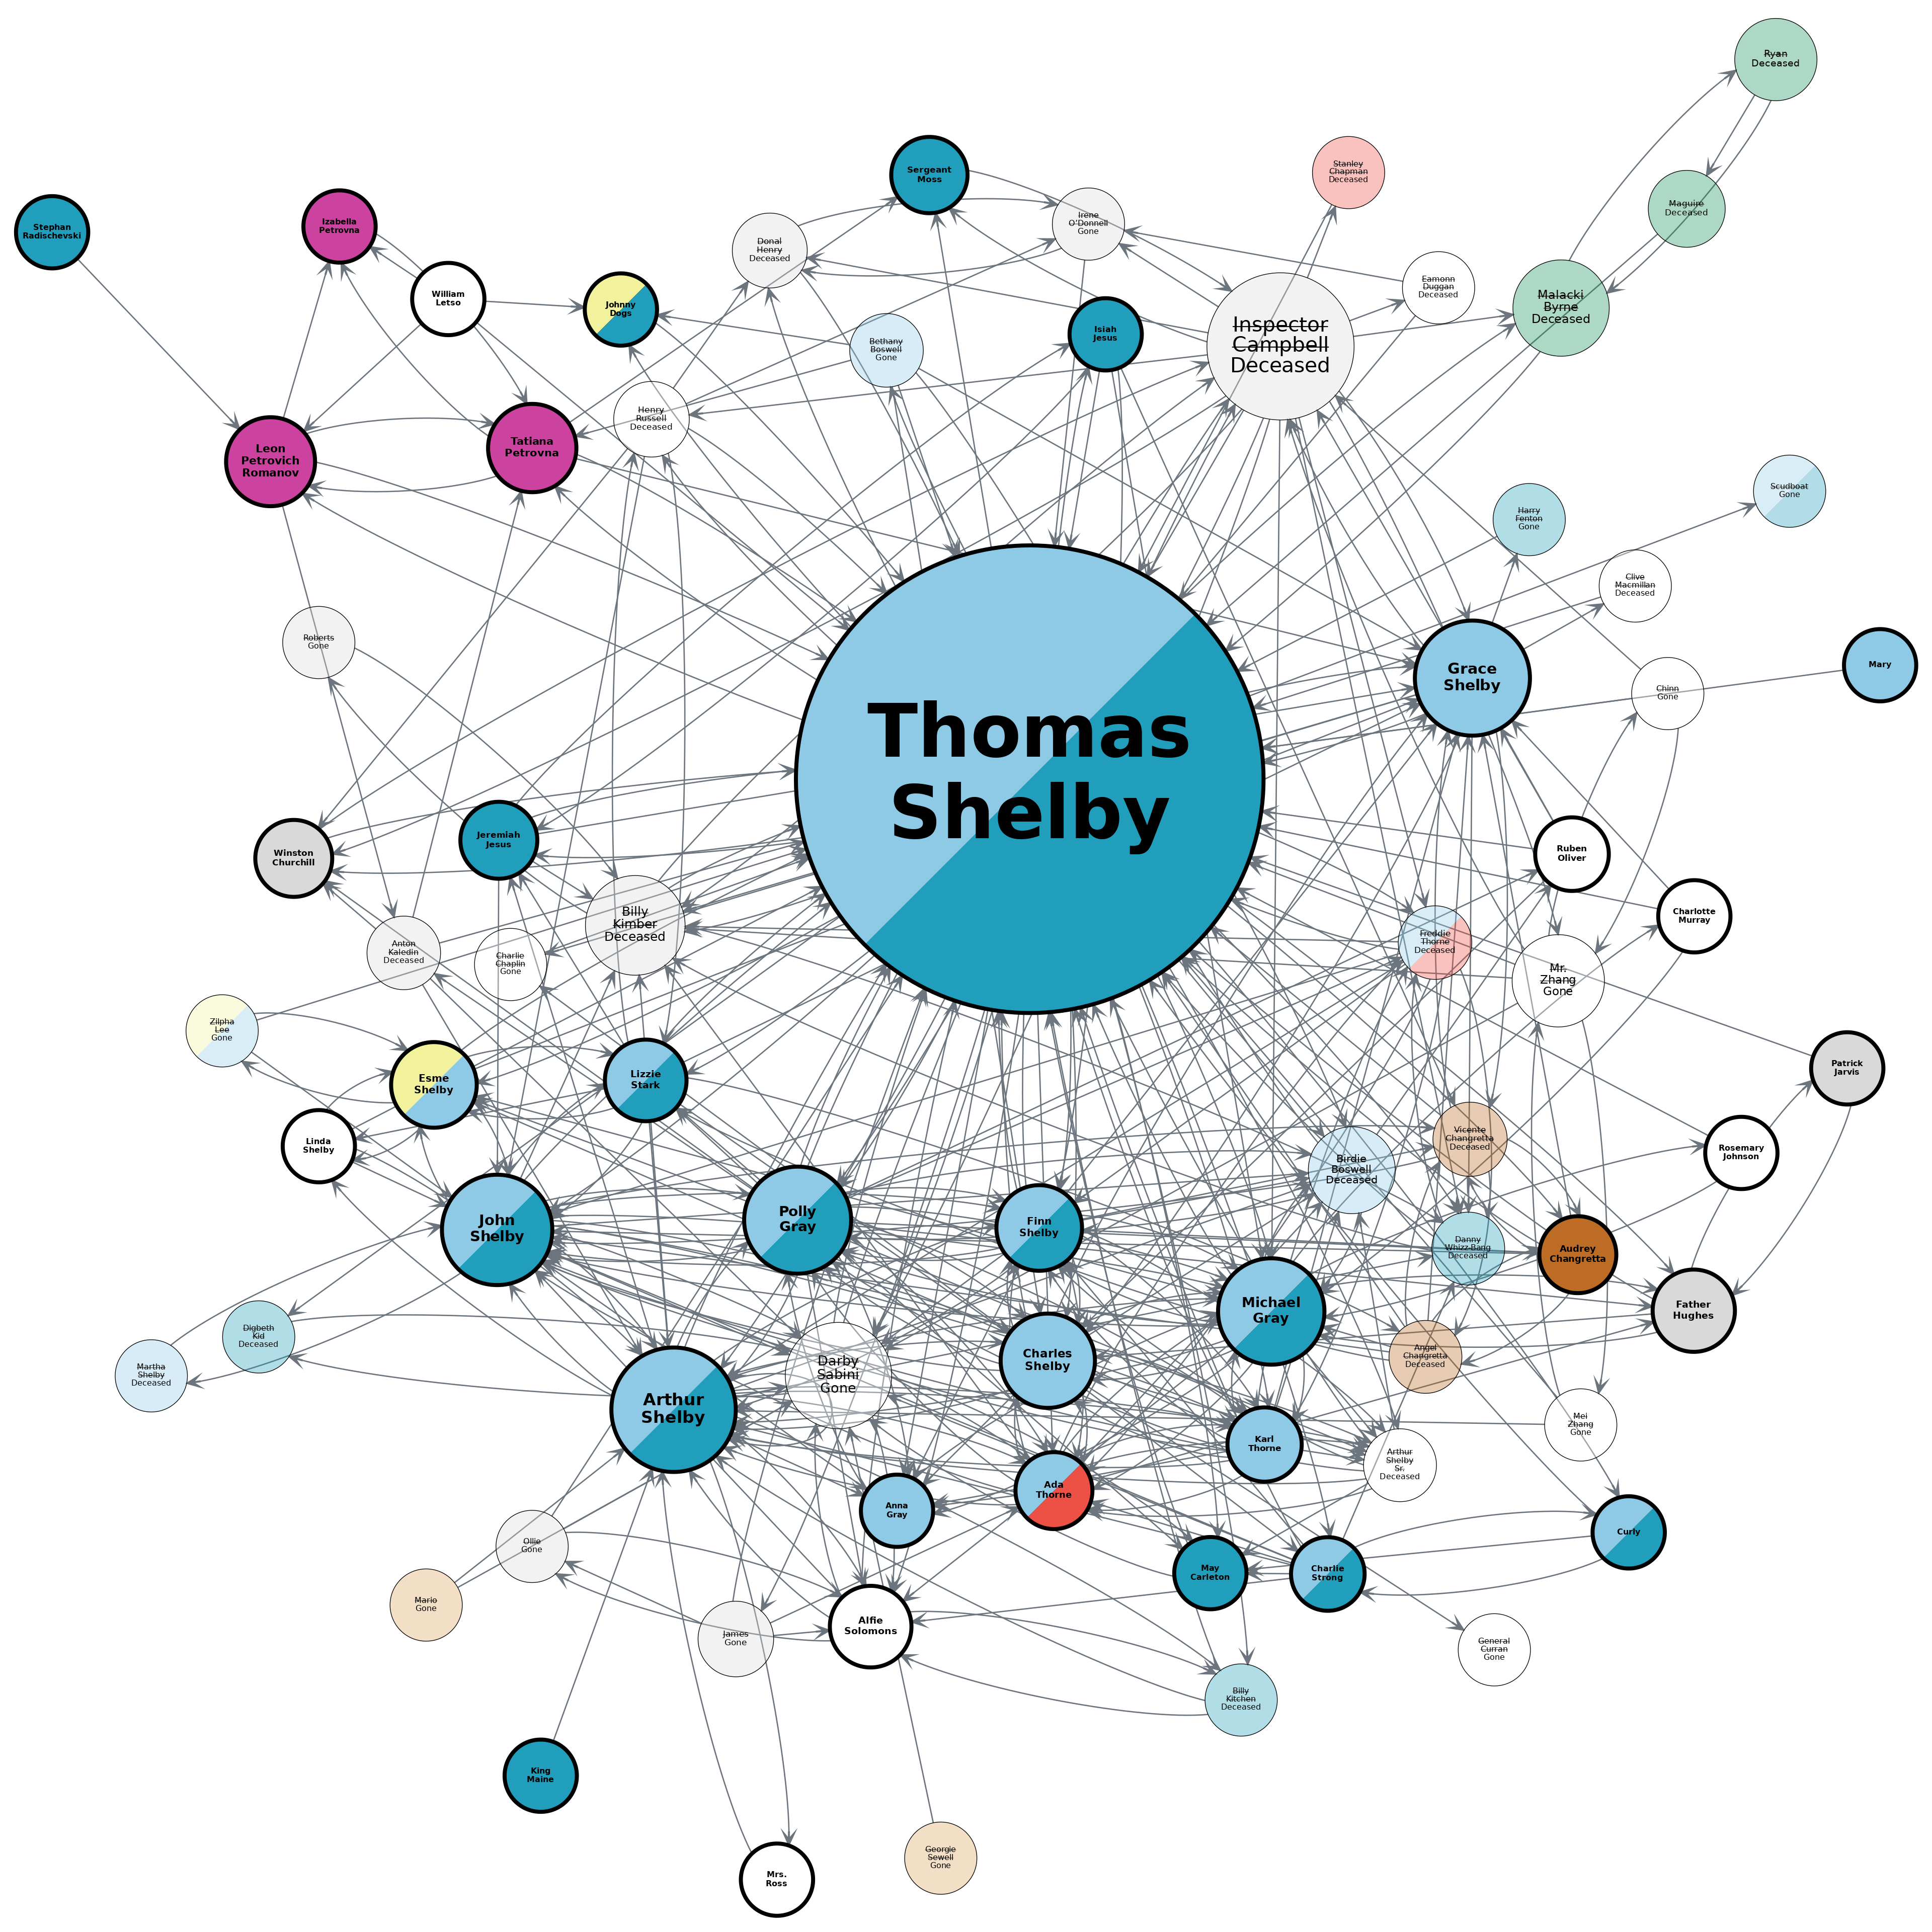 Ryan
Deceased
Stanley
Chapman
Deceased
Sergeant
Moss
Maguire
Deceased
Irene
O'Donnell
Gone
Izabella
Petrovna
Stephan
Radischevski
Donal
Henry
Deceased
Eamonn
Duggan
Deceased
William
Letso
Malacki
Byrne
Deceased
Johnny
Dogs
Isiah
Jesus
Inspector
Campbell
Deceased
Bethany
Boswell
Gone
Henry
Russell
Deceased
Tatiana
Petrovna
Leon
Petrovich
Romanov
Scudboat
Gone
Harry
Fenton
Gone
Clive
Macmillan
Deceased
Roberts
Gone
Mary
Grace
Shelby
Chinn
Gone
Thomas
Shelby
Jeremiah
Jesus
Winston
Churchill
Ruben
Oliver
Charlotte
Murray
Billy
Kimber
Deceased
Freddie
Thorne
Deceased
Anton
Kaledin
Deceased
Charlie
Chaplin
Gone
Mr.
Zhang
Gone
Zilpha
Lee
Gone
Patrick
Jarvis
Esme
Shelby
Lizzie
Stark
Vicente
Changretta
Deceased
Linda
Shelby
Rosemary
Johnson
Birdie
Boswell
Deceased
John
Shelby
Polly
Gray
Finn
Shelby
Danny
Whizz-Bang
Deceased
Audrey
Changretta
Michael
Gray
Father
Hughes
Digbeth
Kid
Deceased
Charles
Shelby
Angel
Changretta
Deceased
Martha
Shelby
Deceased
Darby
Sabini
Gone
Arthur
Shelby
Mei
Zhang
Gone
Karl
Thorne
Arthur
Shelby
Sr.
Deceased
Ada
Thorne
Anna
Gray
Curly
Ollie
Gone
May
Carleton
Charlie
Strong
Mario
Gone
Alfie
Solomons
James
Gone
General
Curran
Gone
Billy
Kitchen
Deceased
King
Maine
Georgie
Sewell
Gone
Mrs.
Ross